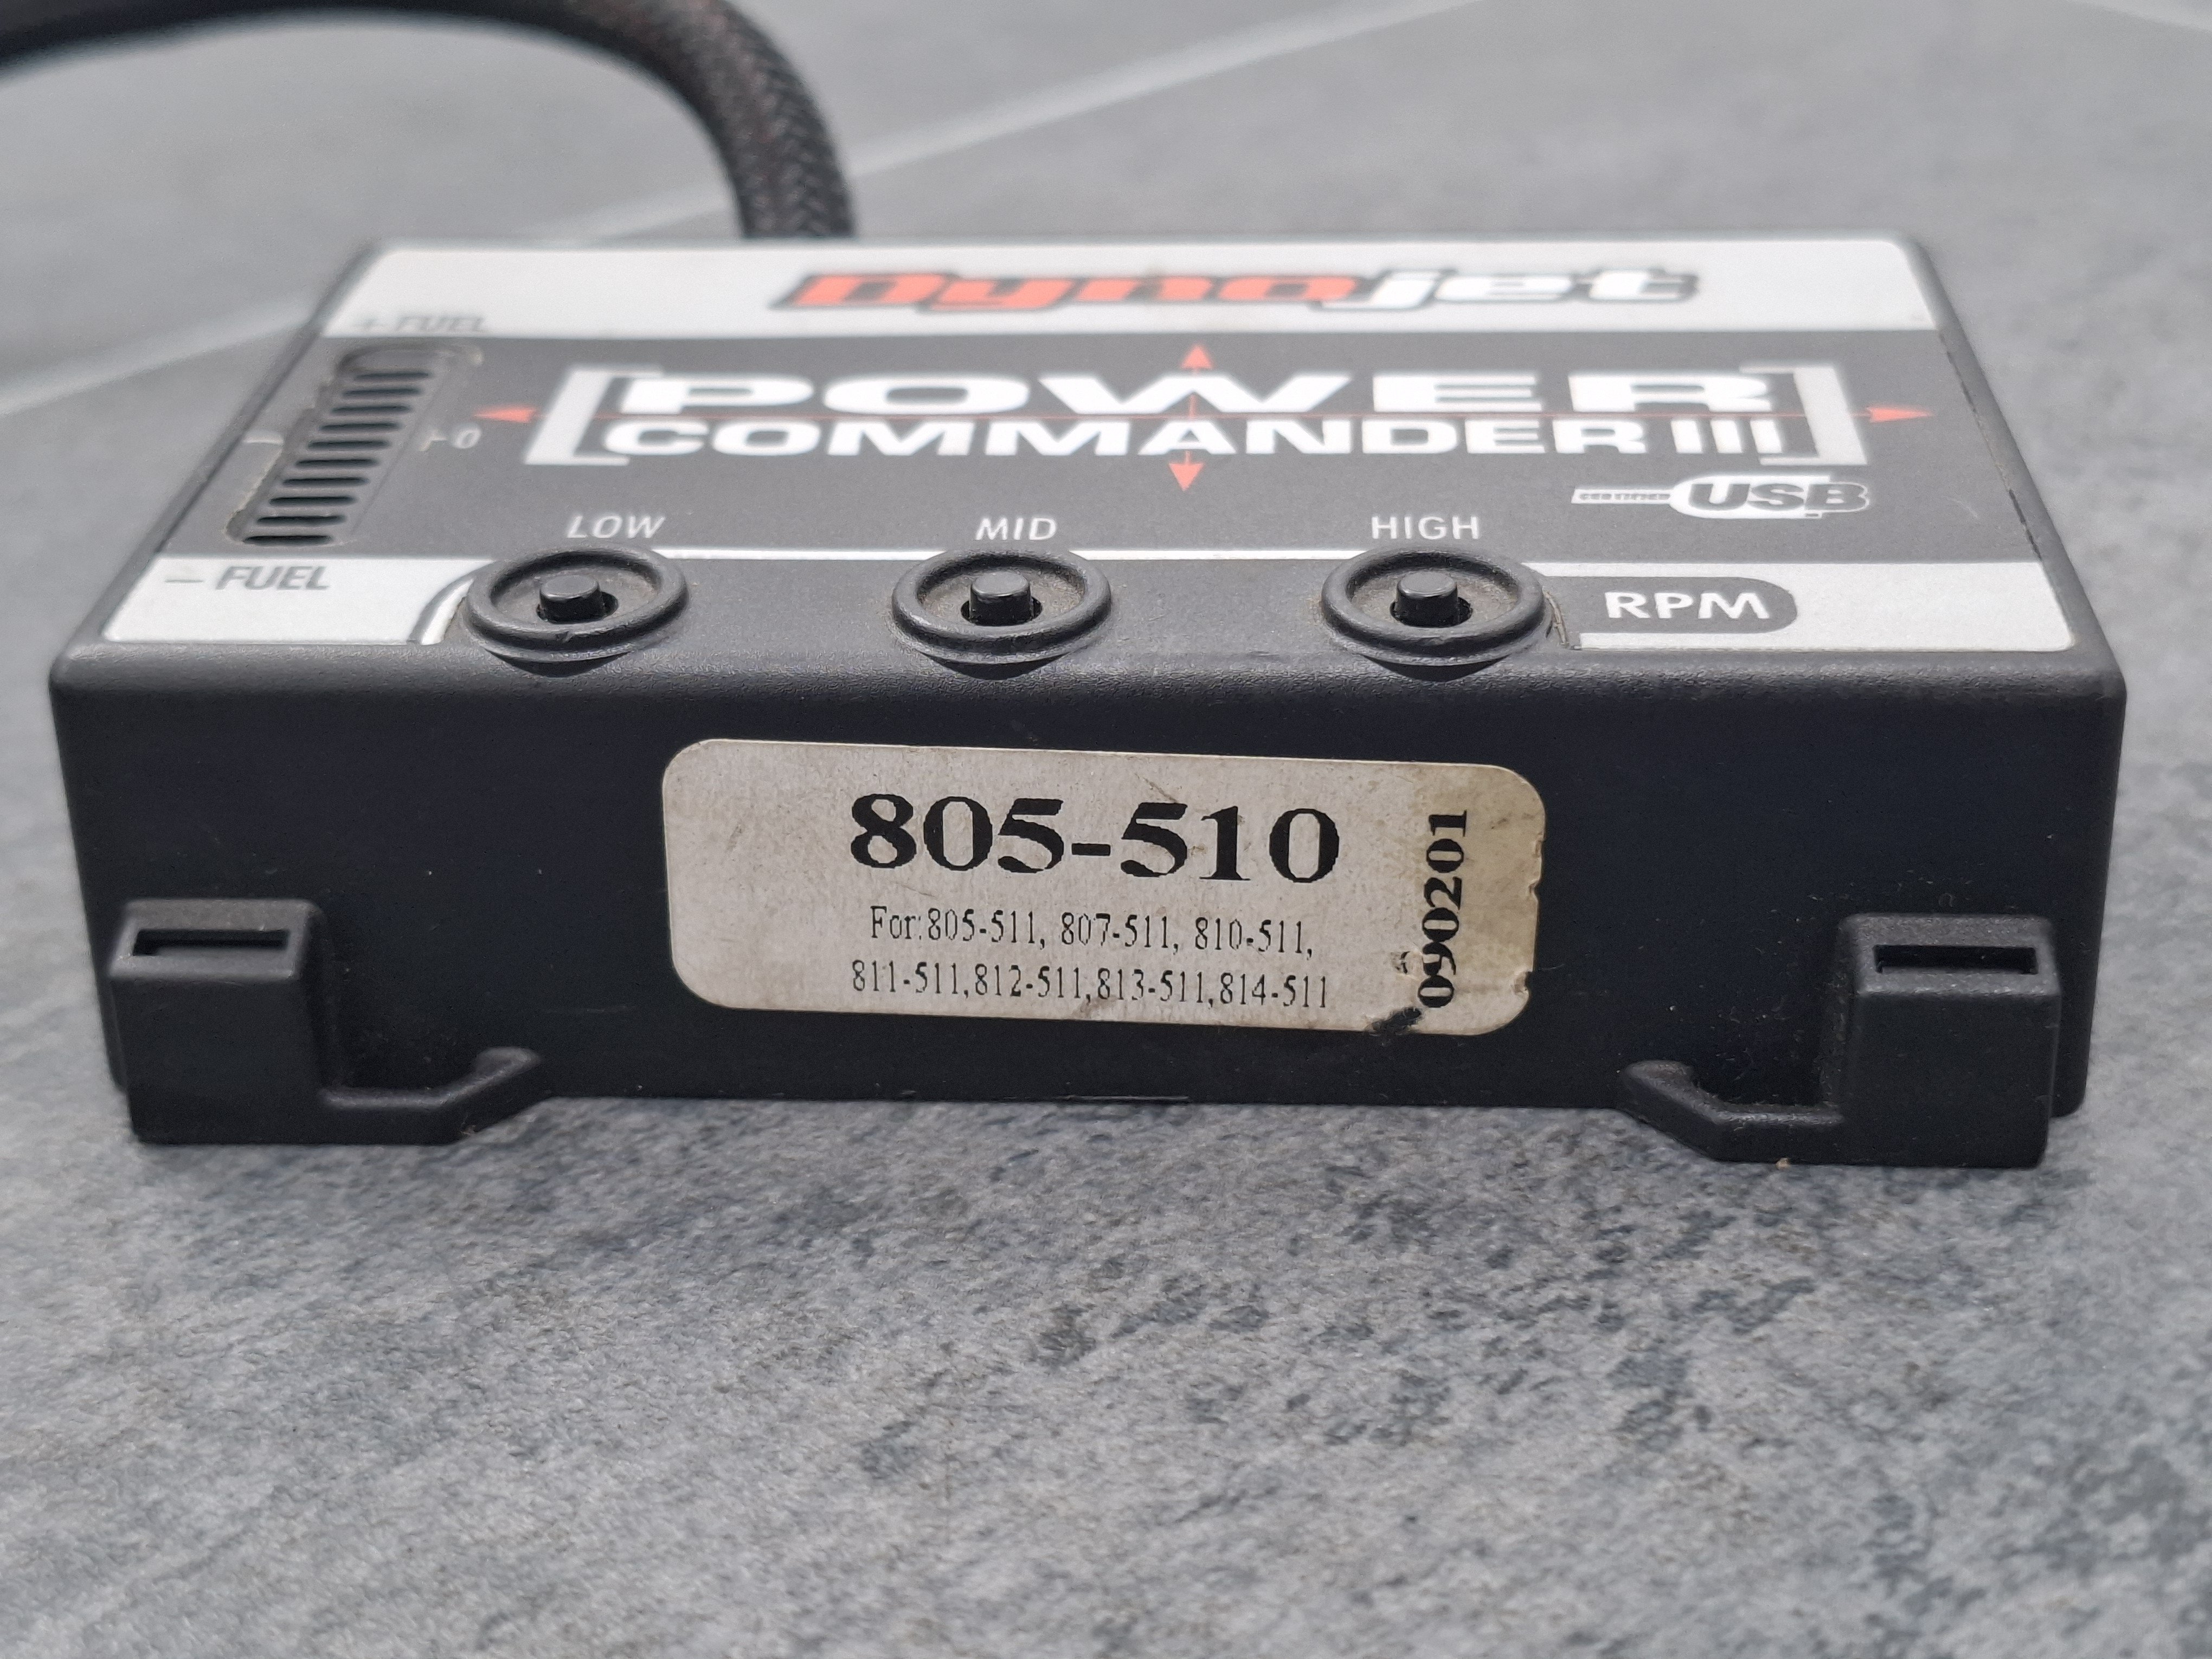 Dynojet
+ FUEL
POWER
COMMANDER III
- 0
CERTIFIED USB
LOW MID HIGH
– FUEL
RPM
805-510
For:805-511, 807-511, 810-511,
811-511,812-511,813-511,814-511
090201